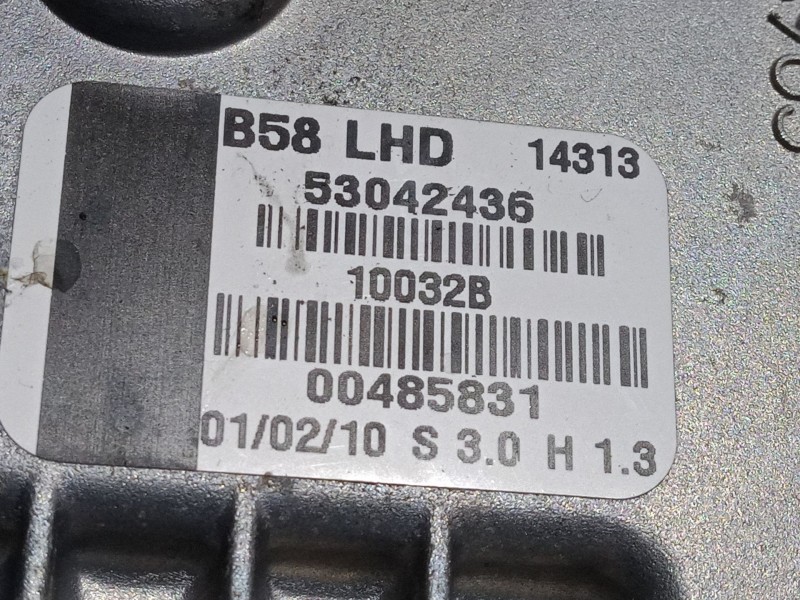 B58 LHD 14313
53042436
10032B
00485831
01/02/10 S 3.0 H 1.3